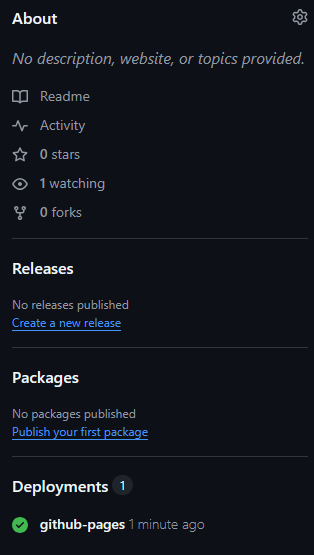 About
No description, website, or topics provided.
Readme
Activity
0 stars
1 watching
0 forks
Releases
No releases published
Create a new release
Packages
No packages published
Publish your first package
Deployments 1
github-pages 1 minute ago